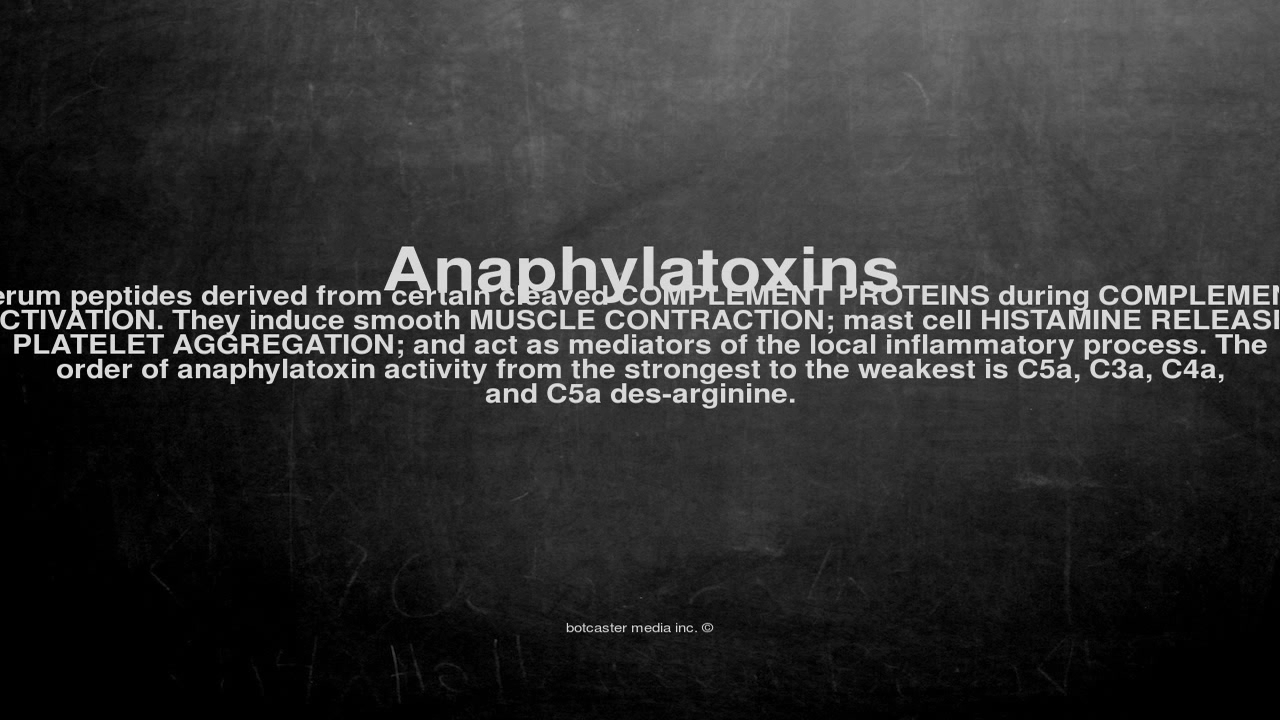 Anaphylatoxins
erum peptides derived from certain cleaved COMPLEMENT PROTEINS during COMPLEMEN
CTIVATION. They induce smooth MUSCLE CONTRACTION; mast cell HISTAMINE RELEAS
PLATELET AGGREGATION; and act as mediators of the local inflammatory process. The
order of anaphylatoxin activity from the strongest to the weakest is C5a, C3a, C4a,
and C5a des-arginine.
botcaster media inc. ©